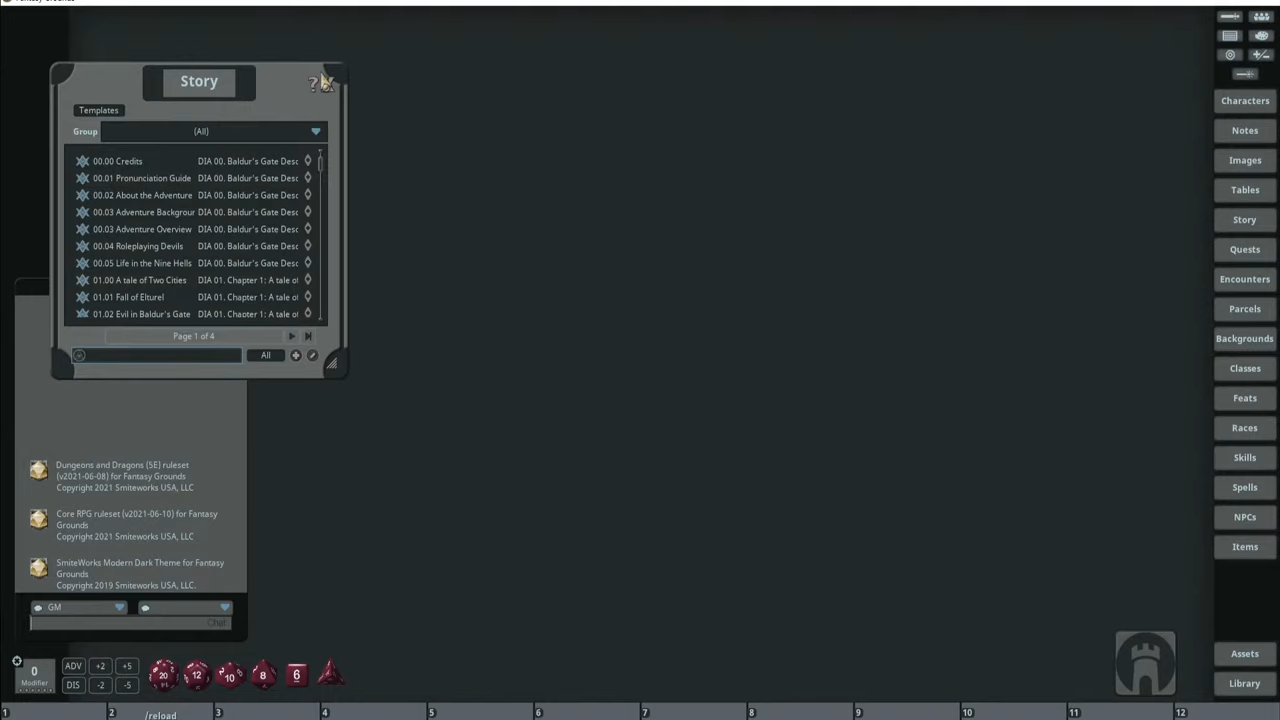 Story
?
Templates
Group
(All)
00.00 Credits DIA 00. Baldur's Gate Desc
00.01 Pronunciation Guide DIA 00. Baldur's Gate Desc
00.02 About the Adventure DIA 00. Baldur's Gate Desc
00.03 Adventure Backgrour DIA 00. Baldur's Gate Desc
00.03 Adventure Overview DIA 00. Baldur's Gate Desc
00.04 Roleplaying Devils DIA 00. Baldur's Gate Desc
00.05 Life in the Nine Hells DIA 00. Baldur's Gate Desc
01.00 A tale of Two Cities DIA 01. Chapter 1: A tale of
01.01 Fall of Elturel DIA 01. Chapter 1: A tale of
01.02 Evil in Baldur's Gate DIA 01. Chapter 1: A tale of
Page 1 of 4
All
Dungeons and Dragons (5E) ruleset
(v2021-06-08) for Fantasy Grounds
Copyright 2021 Smiteworks USA, LLC
Core RPG ruleset (v2021-06-10) for Fantasy
Grounds
Copyright 2021 Smiteworks USA, LLC
SmiteWorks Modern Dark Theme for Fantasy
Grounds
Copyright 2019 Smiteworks USA, LLC.
GM
Chat
0
Modifier
ADV +2 +5
DIS -2 -5
20 12 10 8 6
1 2 /reload 3 4 5 6 7 8 9 10 11 12
Characters
Notes
Images
Tables
Story
Quests
Encounters
Parcels
Backgrounds
Classes
Feats
Races
Skills
Spells
NPCs
Items
Assets
Library